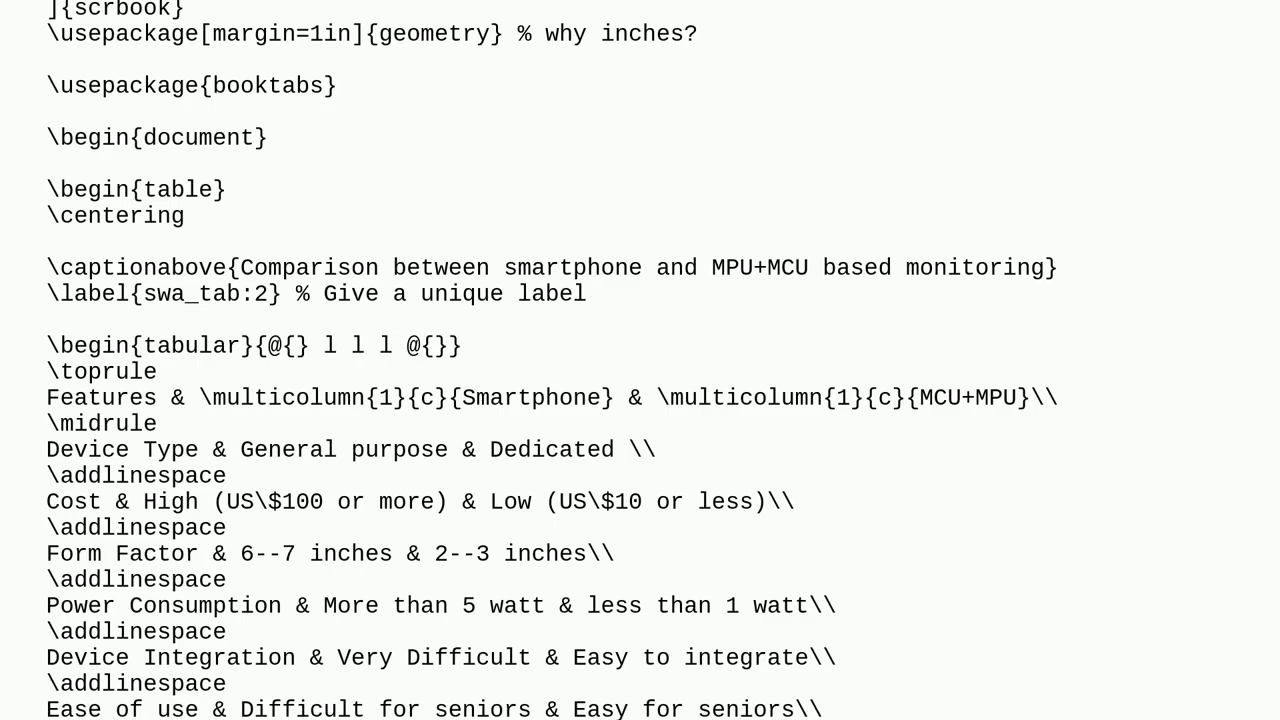 ]{scrbook}
\usepackage[margin=1in]{geometry} % why inches?
\usepackage{booktabs}
\begin{document}
\begin{table}
\centering
\captionabove{Comparison between smartphone and MPU+MCU based monitoring}
\label{swa_tab:2} % Give a unique label
\begin{tabular}{@{} l l l @{}}
\toprule
Features & \multicolumn{1}{c}{Smartphone} & \multicolumn{1}{c}{MCU+MPU}\\
\midrule
Device Type & General purpose & Dedicated \\
\addlinespace
Cost & High (US\$100 or more) & Low (US\$10 or less)\\
\addlinespace
Form Factor & 6--7 inches & 2--3 inches\\
\addlinespace
Power Consumption & More than 5 watt & less than 1 watt\\
\addlinespace
Device Integration & Very Difficult & Easy to integrate\\
\addlinespace
Ease of use & Difficult for seniors & Easy for seniors\\